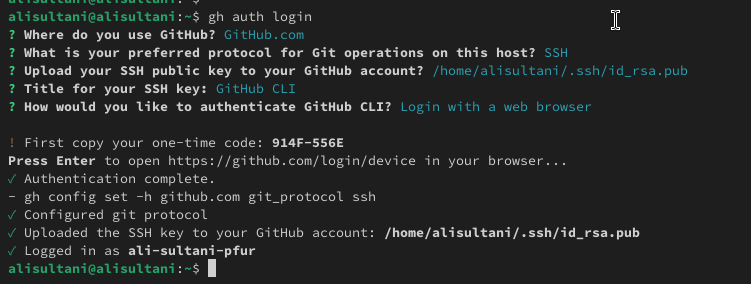 alisultani@alisultani:~$ gh auth login
? Where do you use GitHub? GitHub.com
? What is your preferred protocol for Git operations on this host? SSH
? Upload your SSH public key to your GitHub account? /home/alisultani/.ssh/id_rsa.pub
? Title for your SSH key: GitHub CLI
? How would you like to authenticate GitHub CLI? Login with a web browser
! First copy your one-time code: 914F-556E
Press Enter to open https://github.com/login/device in your browser...
✓ Authentication complete.
- gh config set -h github.com git_protocol ssh
✓ Configured git protocol
✓ Uploaded the SSH key to your GitHub account: /home/alisultani/.ssh/id_rsa.pub
✓ Logged in as ali-sultani-pfur
alisultani@alisultani:~$